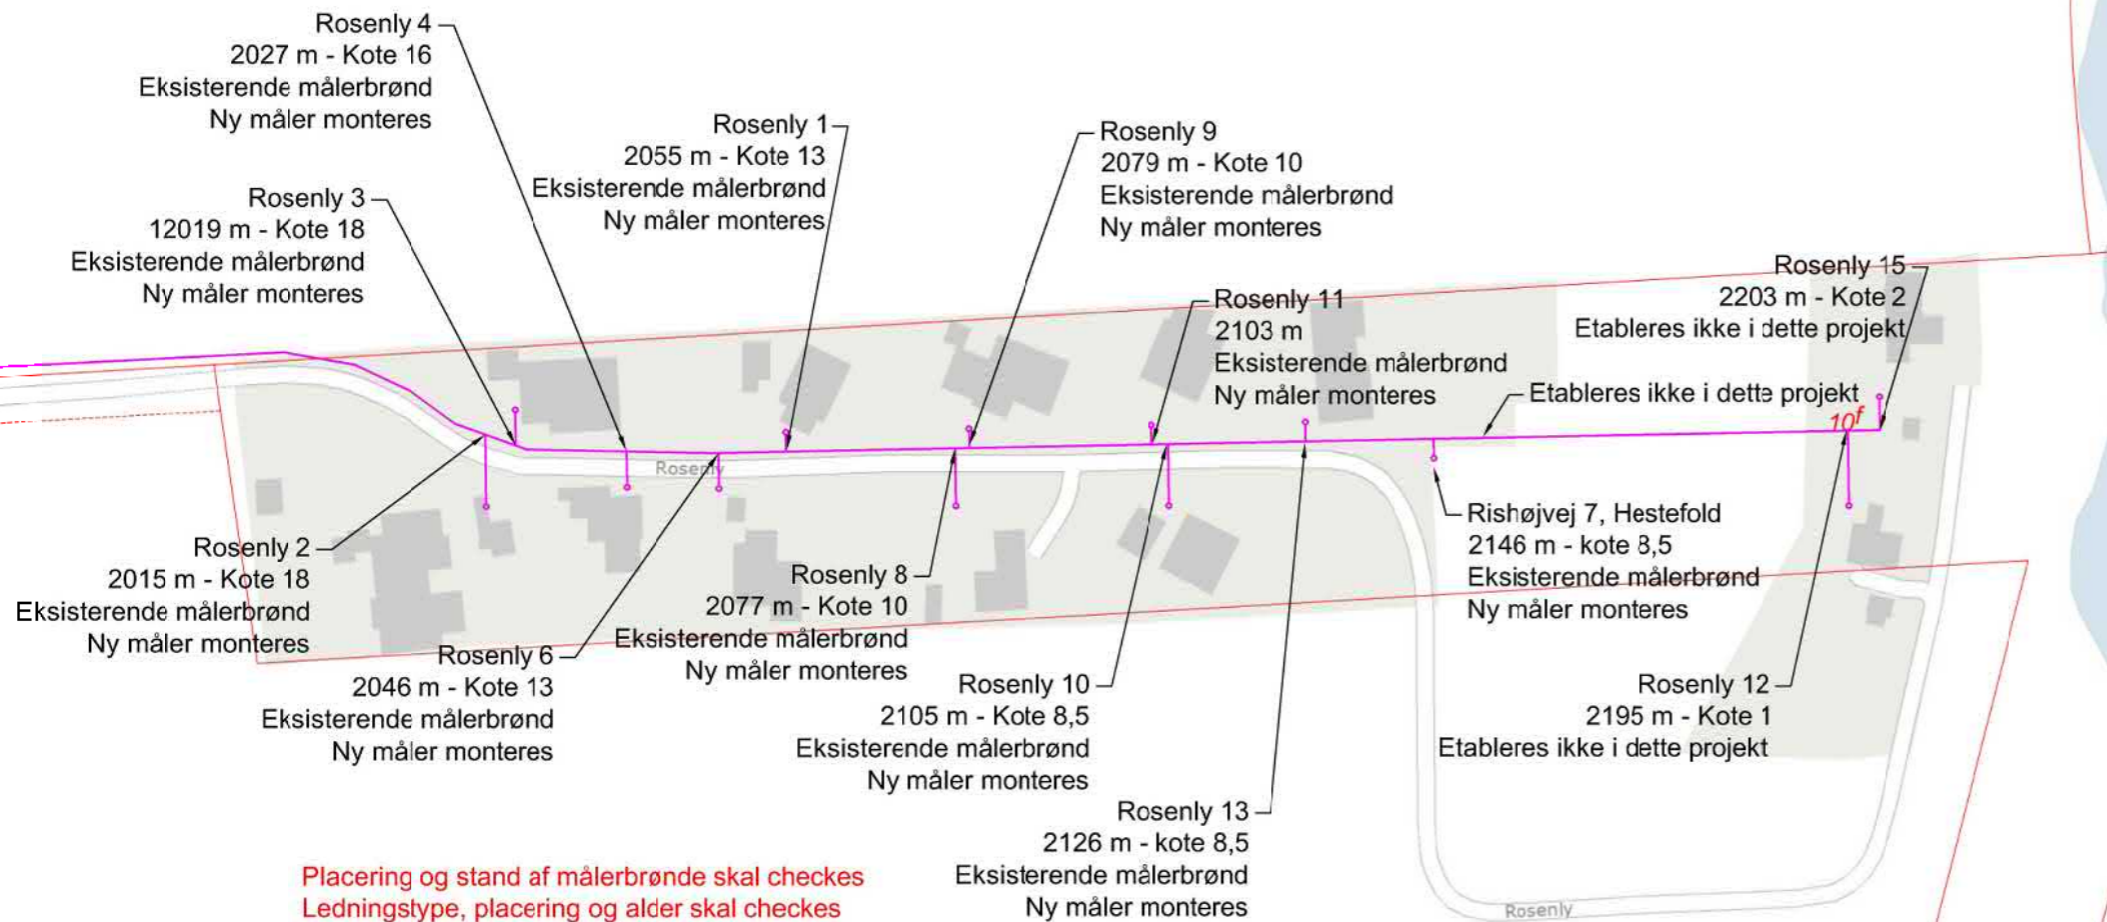 Rosenly 4
2027 m - Kote 16
Eksisterende målerbrønd
Ny måler monteres
Rosenly 1
2055 m - Kote 13
Eksisterende målerbrønd
Ny måler monteres
Rosenly 9
2079 m - Kote 10
Eksisterende målerbrønd
Ny måler monteres
Rosenly 3
12019 m - Kote 18
Eksisterende målerbrønd
Ny måler monteres
Rosenly 11
2103 m
Eksisterende målerbrønd
Ny måler monteres
Rosenly 15
2203 m - Kote 2
Etableres ikke i dette projekt
Etableres ikke i dette projekt
10f
Rosenly
Rosenly 2
2015 m - Kote 18
Eksisterende målerbrønd
Ny måler monteres
Rosenly 6
2046 m - Kote 13
Eksisterende målerbrønd
Ny måler monteres
Rosenly 8
2077 m - Kote 10
Eksisterende målerbrønd
Ny måler monteres
Rosenly 10
2105 m - Kote 8,5
Eksisterende målerbrønd
Ny måler monteres
Rosenly 13
2126 m - kote 8,5
Eksisterende målerbrønd
Ny måler monteres
Rishøjvej 7, Hestefold
2146 m - kote 8,5
Eksisterende målerbrønd
Ny måler monteres
Rosenly 12
2195 m - Kote 1
Etableres ikke i dette projekt
Placering og stand af målerbrønde skal checkes
Ledningstype, placering og alder skal checkes
Rosenly